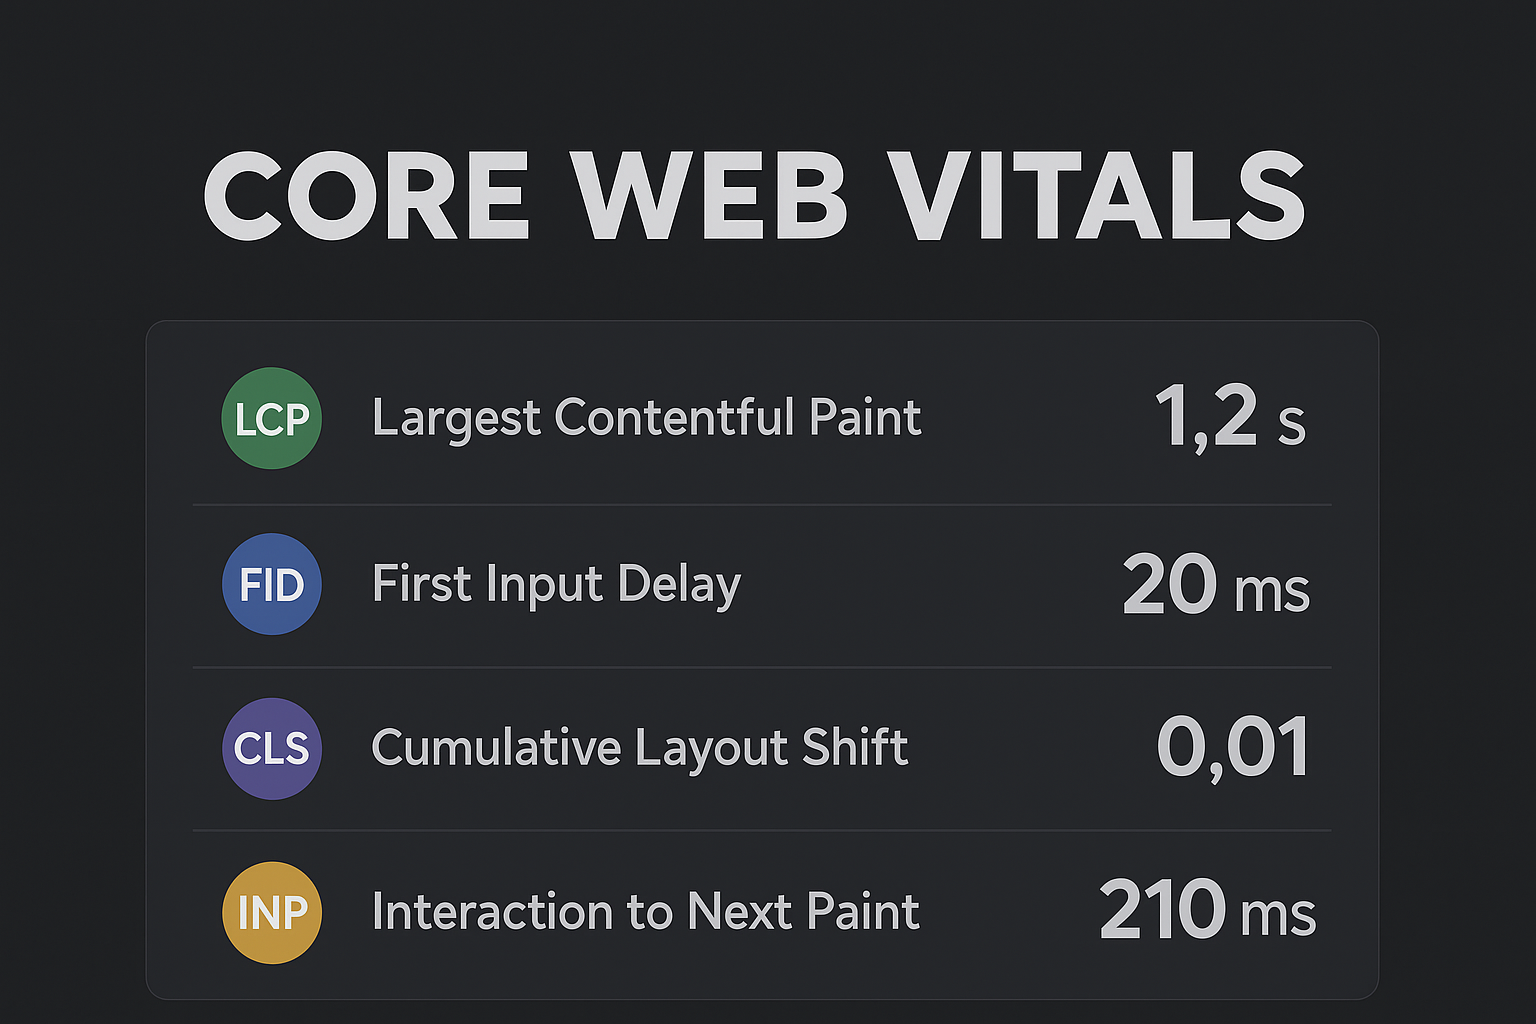 CORE WEB VITALS
LCP Largest Contentful Paint 1,2 s
FID First Input Delay 20 ms
CLS Cumulative Layout Shift 0,01
INP Interaction to Next Paint 210 ms